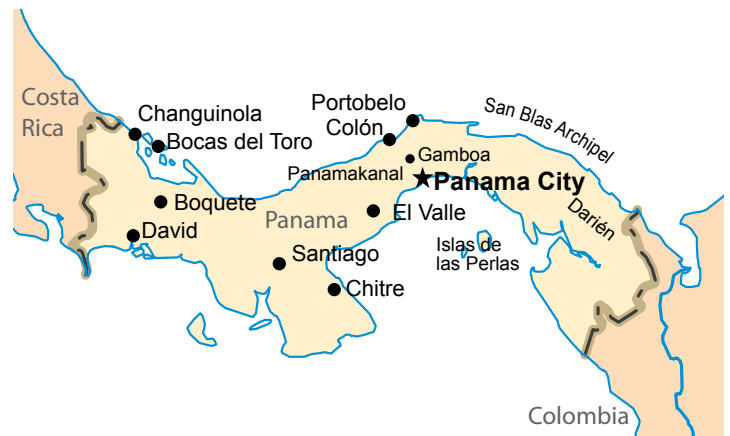 Costa
Rica
Changuinola
Bocas del Toro
Portobelo
Colón
San Blas Archipel
Gamboa
Panamakanal
Panama City
Boquete
Panama
El Valle
Darién
David
Santiago
Islas de
las Perlas
Chitre
Colombia